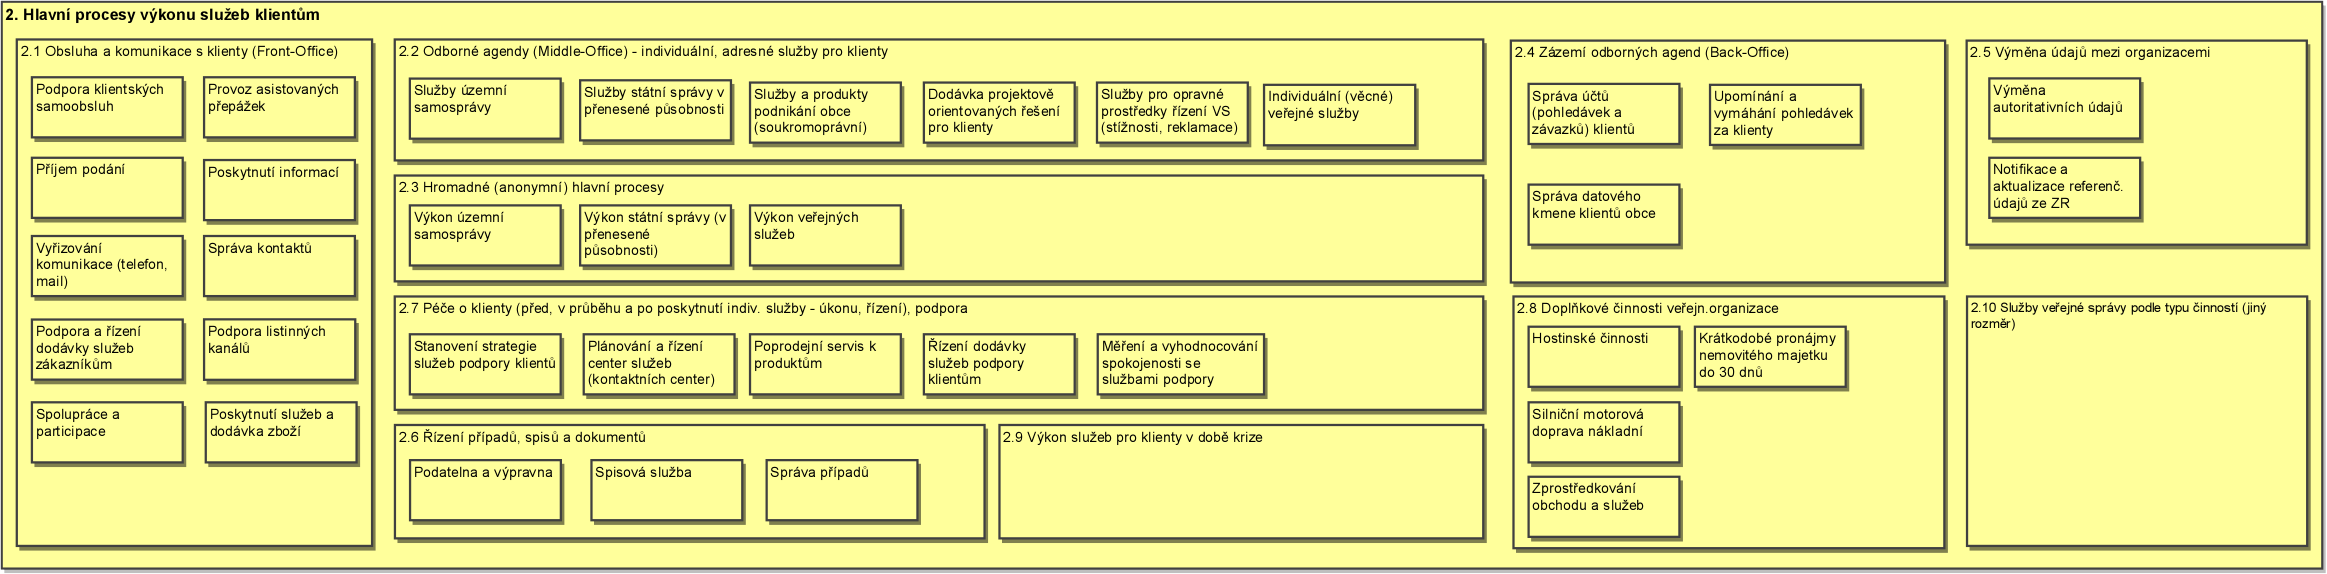 2. Hlavní procesy výkonu služeb klientům
2.1 Obsluha a komunikace s klienty (Front-Office)
Podpora klientských
samoobsluh
Provoz asistovaných
přepážek
Příjem podání
Poskytnutí informací
Vyřizování
komunikace (telefon,
mail)
Správa kontaktů
Podpora a řízení
dodávky služeb
zákazníkům
Podpora listinných
kanálů
Spolupráce a
participace
Poskytnutí služeb a
dodávka zboží
2.2 Odborné agendy (Middle-Office) - individuální, adresné služby pro klienty
Služby územní
samosprávy
Služby státní správy v
přenesené působnosti
Služby a produkty
podnikání obce
(soukromoprávní)
Dodávka projektově
orientovaných řešení
pro klienty
Služby pro opravné
prostředky řízení VS
(stížnosti, reklamace)
Individuální (věcné)
veřejné služby
2.3 Hromadné (anonymní) hlavní procesy
Výkon územní
samosprávy
Výkon státní správy (v
přenesené
působnosti)
Výkon veřejných
služeb
2.7 Péče o klienty (před, v průběhu a po poskytnutí indiv. služby - úkonu, řízení), podpora
Stanovení strategie
služeb podpory klientů
Plánování a řízení
center služeb
(kontaktních center)
Poprodejní servis k
produktům
Řízení dodávky
služeb podpory
klientům
Měření a vyhodnocování
spokojenosti se
službami podpory
2.6 Řízení případů, spisů a dokumentů
Podatelna a výpravna
Spisová služba
Správa případů
2.9 Výkon služeb pro klienty v době krize
2.4 Zázemí odborných agend (Back-Office)
Správa účtů
(pohledávek a
závazků) klientů
Upomínání a
vymáhání pohledávek
za klienty
Správa datového
kmene klientů obce
2.5 Výměna údajů mezi organizacemi
Výměna
autoritativních údajů
Notifikace a
aktualizace referenč.
údajů ze ZR
2.8 Doplňkové činnosti veřejn.organizace
Hostinské činnosti
Krátkodobé pronájmy
nemovitého majetku
do 30 dnů
Silniční motorová
doprava nákladní
Zprostředkování
obchodu a služeb
2.10 Služby veřejné správy podle typu činností (jiný
rozměr)